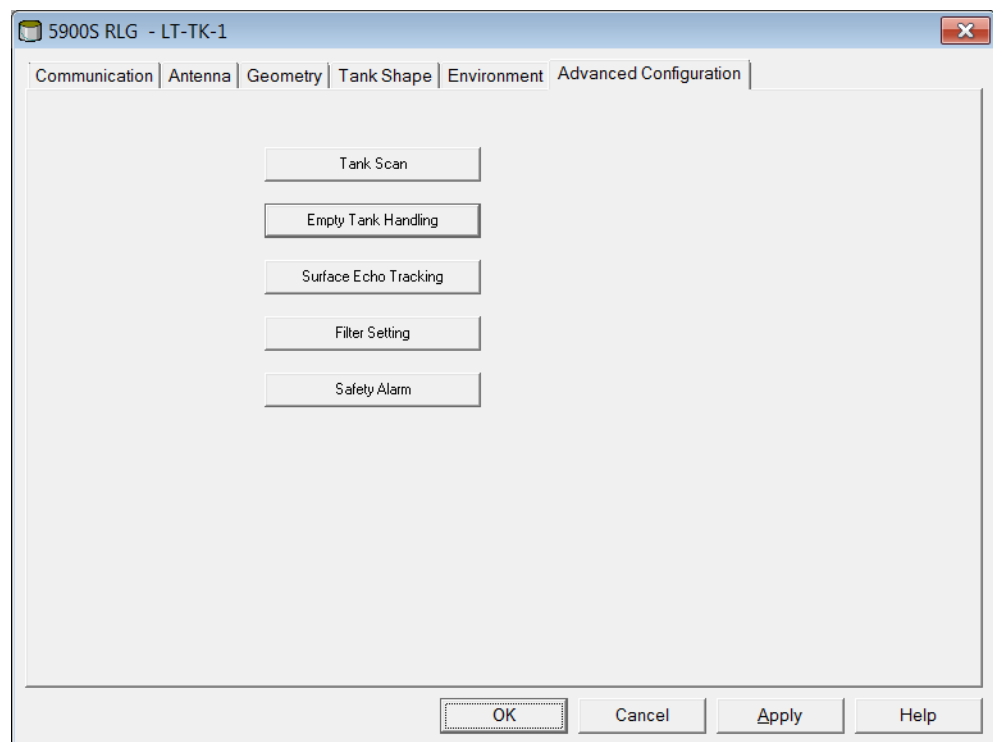 5900S RLG - LT-TK-1
Communication Antenna Geometry Tank Shape Environment Advanced Configuration
Tank Scan
Empty Tank Handling
Surface Echo Tracking
Filter Setting
Safety Alarm
OK Cancel Apply Help